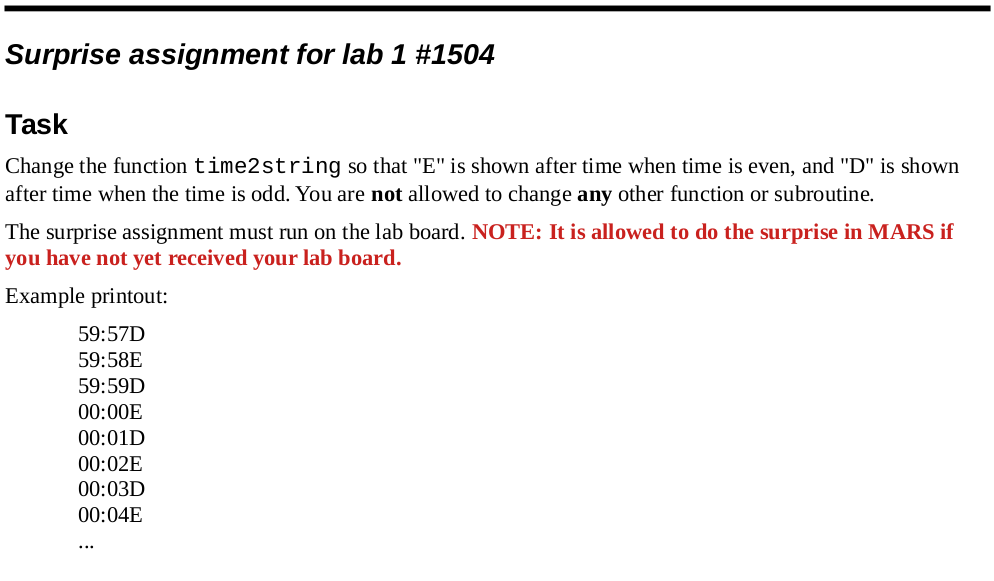 Surprise assignment for lab 1 #1504
Task
Change the function time2string so that "E" is shown after time when time is even, and "D" is shown
after time when the time is odd. You are not allowed to change any other function or subroutine.
The surprise assignment must run on the lab board. NOTE: It is allowed to do the surprise in MARS if
you have not yet received your lab board.
Example printout:
59:57D
59:58E
59:59D
00:00E
00:01D
00:02E
00:03D
00:04E
...